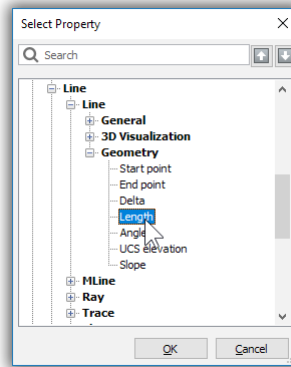 Select Property
Search
Line
Line
General
3D Visualization
Geometry
Start point
End point
Delta
Length
Angle
UCS elevation
Slope
MLine
Ray
Trace
OK
Cancel